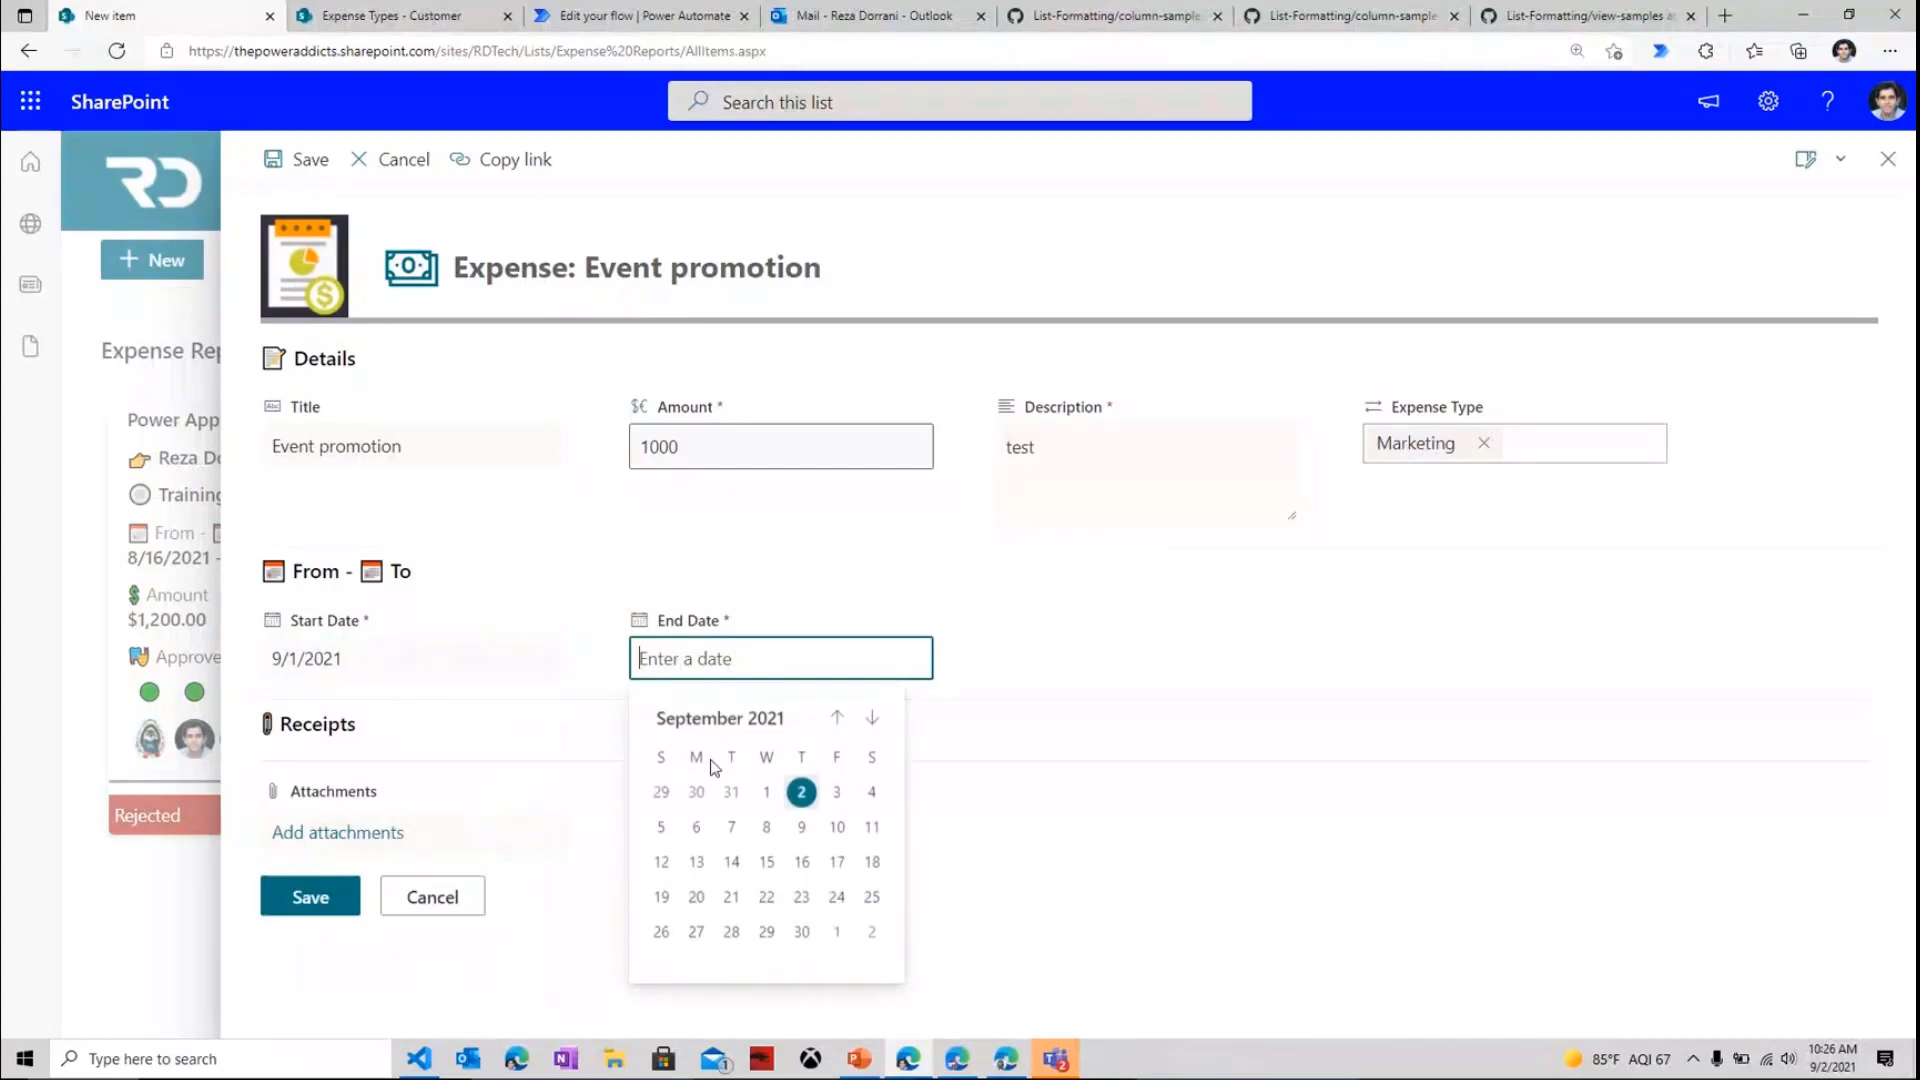 New item
Expense Types - Customer
Edit your flow | Power Automate
Mail - Reza Dorrani - Outlook
List-Formatting/column-sample
List-Formatting/column-sample
List-Formatting/view-samples a
https://thepoweraddicts.sharepoint.com/sites/RDTech/Lists/Expense%20Reports/AllItems.aspx
SharePoint
Search this list
?
RD
Save
Cancel
Copy link
+ New
Expense: Event promotion
Expense Rep
Details
Title
Amount *
Description *
Expense Type
Event promotion
1000
test
Marketing
Power App
Reza Do
Training
From -
8/16/2021 -
Amount
$1,200.00
Approve
Rejected
From - To
Start Date *
End Date *
9/1/2021
Enter a date
September 2021
S M T W T F S
29 30 31 1 2 3 4
5 6 7 8 9 10 11
12 13 14 15 16 17 18
19 20 21 22 23 24 25
26 27 28 29 30 1 2
Receipts
Attachments
Add attachments
Save
Cancel
Type here to search
85°F AQI 67
10:26 AM
9/2/2021